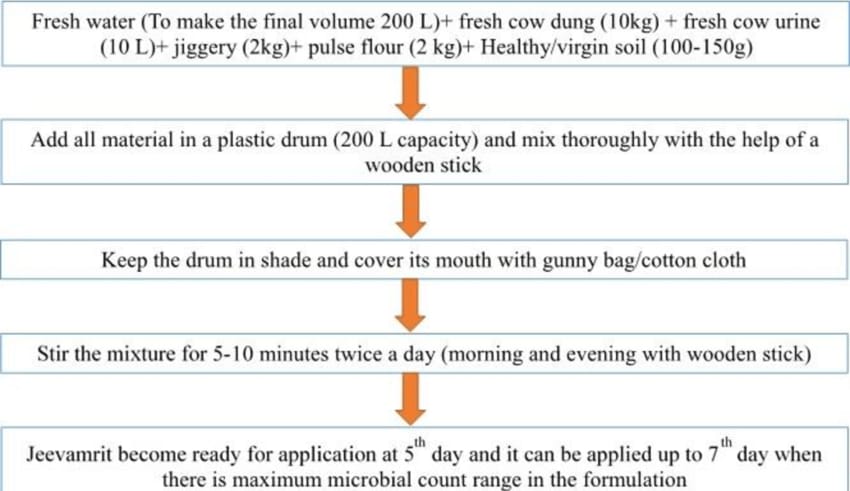 Fresh water (To make the final volume 200 L)+ fresh cow dung (10kg) + fresh cow urine
(10 L)+ jiggery (2kg)+ pulse flour (2 kg)+ Healthy/virgin soil (100-150g)
Add all material in a plastic drum (200 L capacity) and mix thoroughly with the help of a
wooden stick
Keep the drum in shade and cover its mouth with gunny bag/cotton cloth
Stir the mixture for 5-10 minutes twice a day (morning and evening with wooden stick)
Jeevamrit become ready for application at 5th day and it can be applied up to 7th day when
there is maximum microbial count range in the formulation